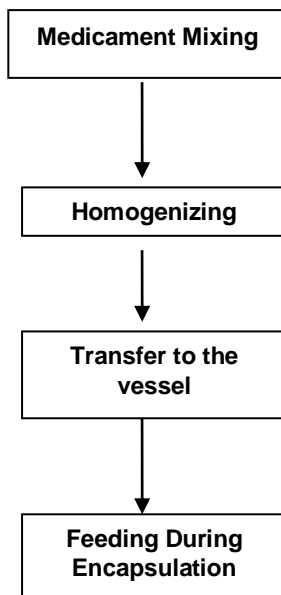 Medicament Mixing
Homogenizing
Transfer to the
vessel
Feeding During
Encapsulation